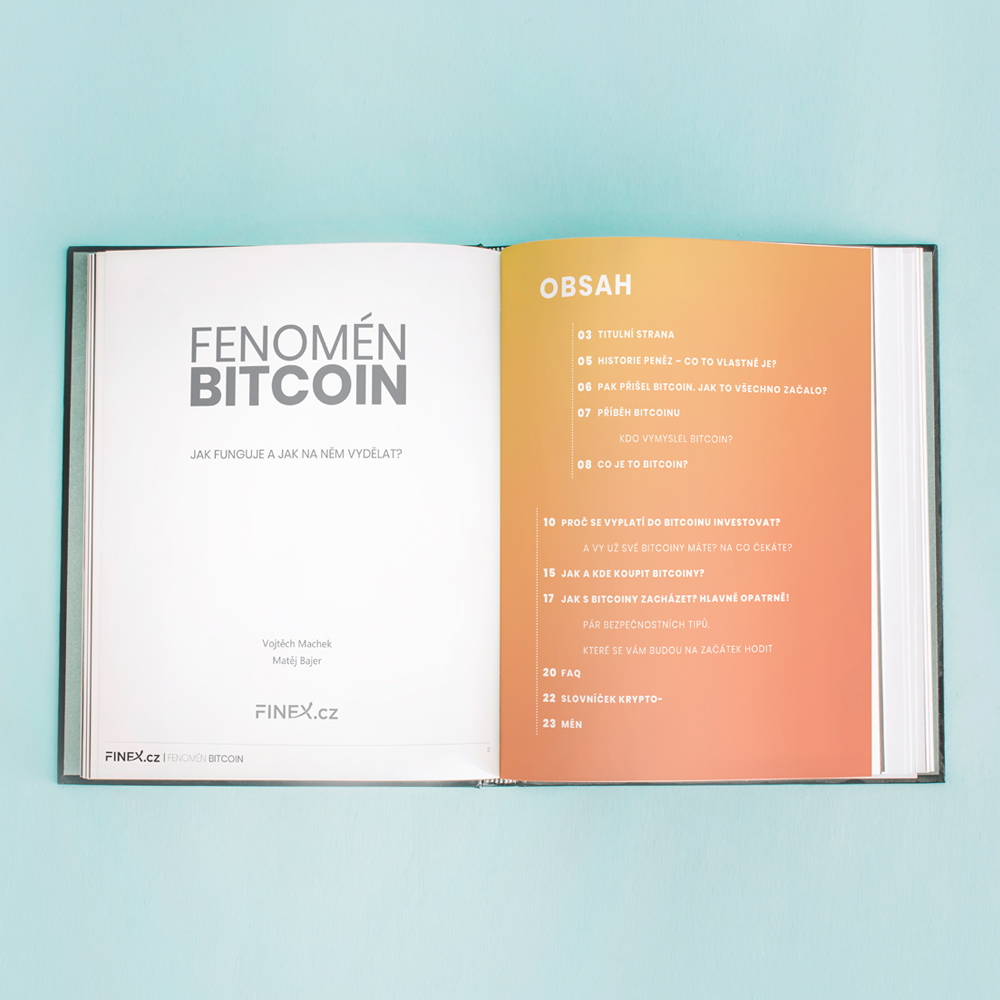 FENOMÉN
BITCOIN
JAK FUNGUJE A JAK NA NĚM VYDĚLAT?
Vojtěch Machek
Matěj Bajer
FINEX.cz
2
FINEX.cz | FENOMÉN BITCOIN
OBSAH
03 TITULNÍ STRANA
05 HISTORIE PENĚZ – CO TO VLASTNĚ JE?
06 PAK PŘIŠEL BITCOIN. JAK TO VŠECHNO ZAČALO?
07 PŘÍBĚH BITCOINU
KDO VYMYSLEL BITCOIN?
08 CO JE TO BITCOIN?
10 PROČ SE VYPLATÍ DO BITCOINU INVESTOVAT?
A VY UŽ SVÉ BITCOINY MÁTE? NA CO ČEKÁTE?
15 JAK A KDE KOUPIT BITCOINY?
17 JAK S BITCOINY ZACHÁZET? HLAVNĚ OPATRNĚ!
PÁR BEZPEČNOSTNÍCH TIPŮ,
KTERÉ SE VÁM BUDOU NA ZAČÁTEK HODIT
20 FAQ
22 SLOVNÍČEK KRYPTO–
23 MĚN